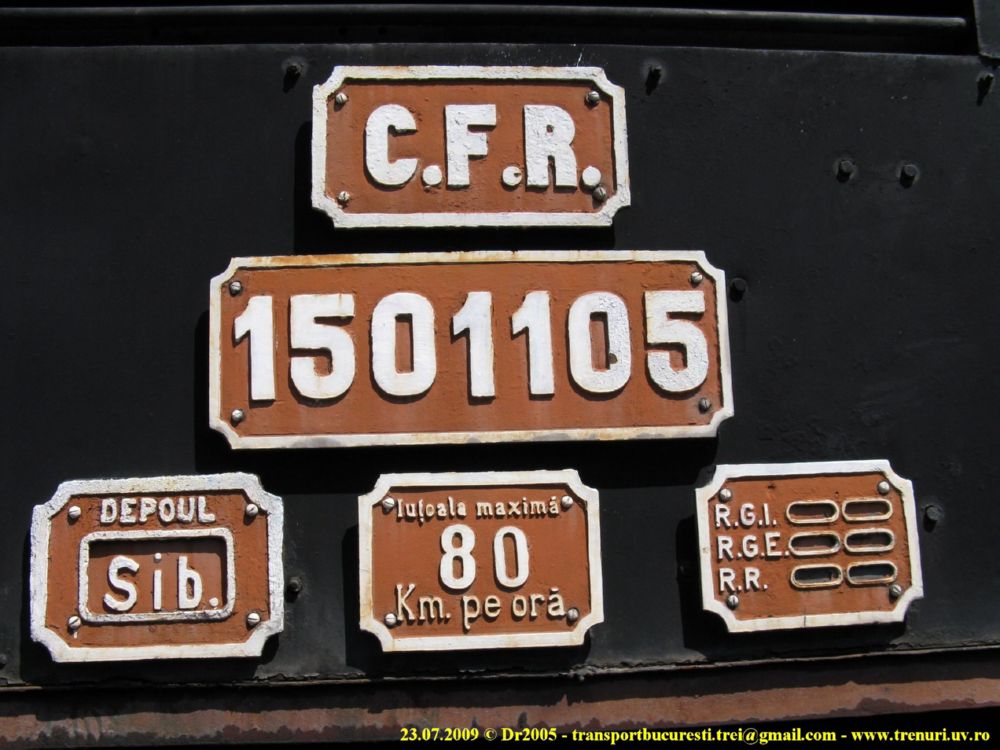 C.F.R.
1501105
DEPOUL
Sib.
Iuțoala maximă
80
Km. pe oră
R.G.I.
R.G.E.
R.R.
23.07.2009 © Dr2005 - transportbucuresti.trei@gmail.com - www.trenuri.uv.ro